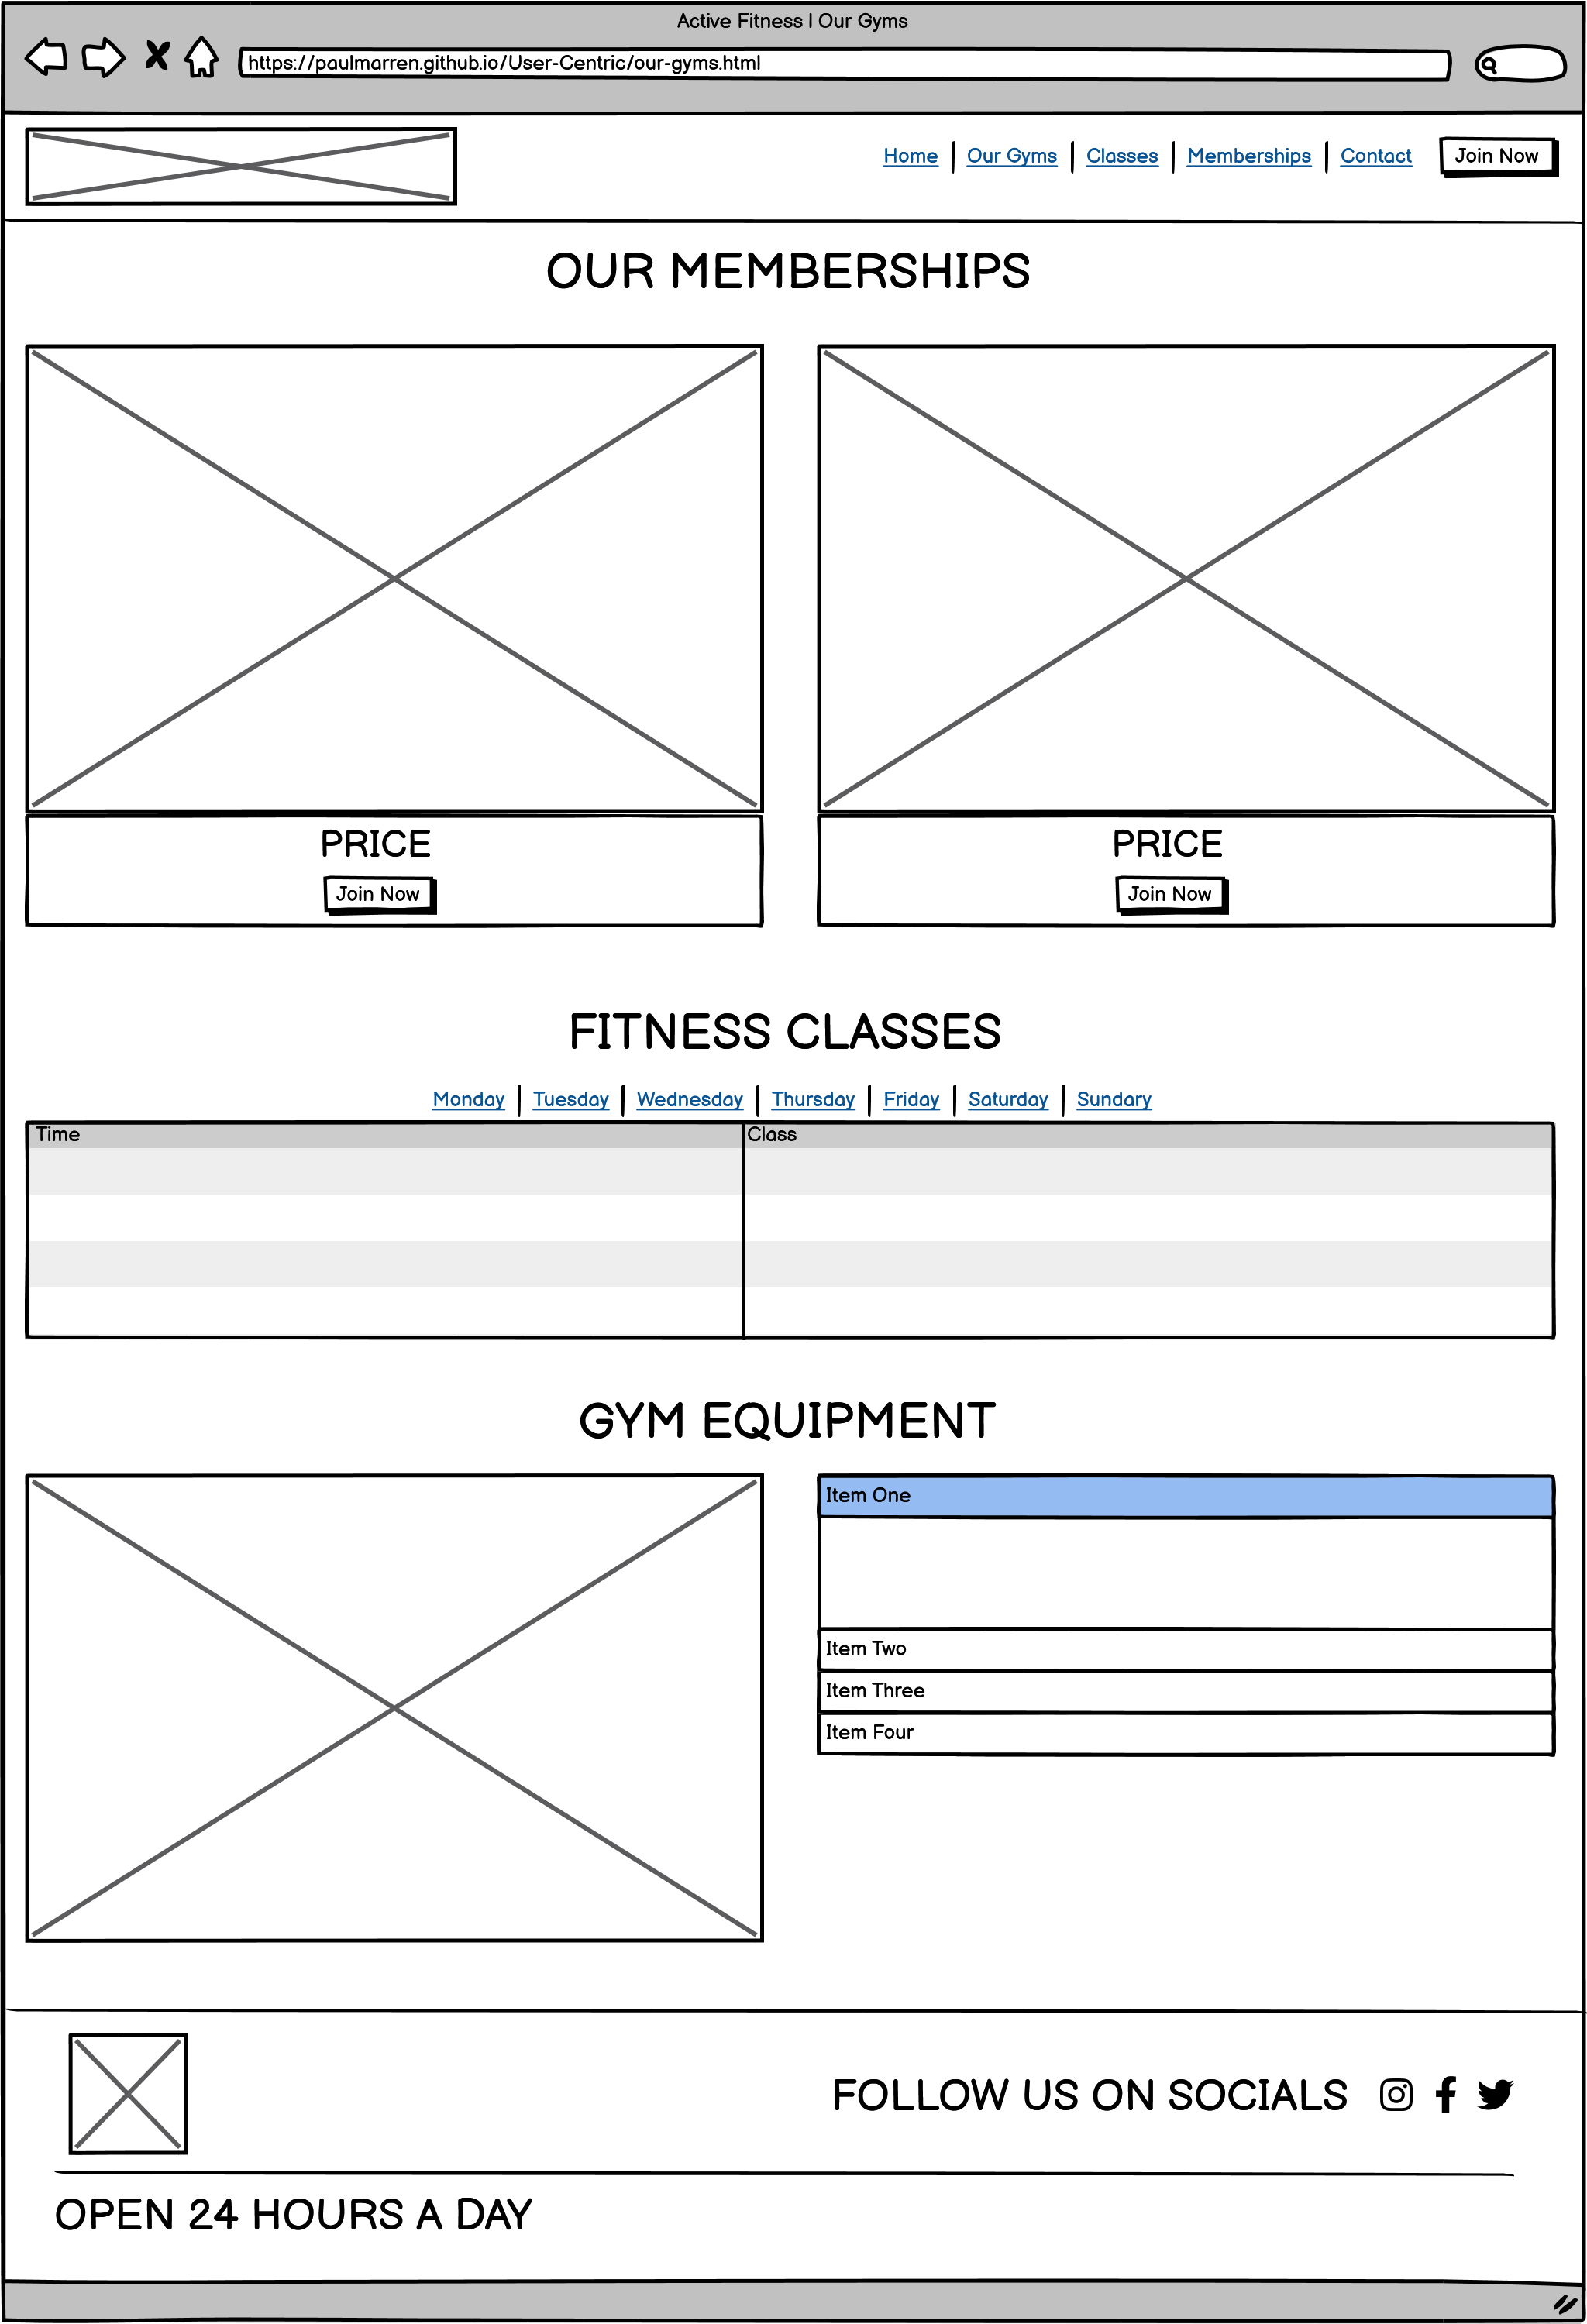 Active Fitness | Our Gyms
https://paulmarren.github.io/User-Centric/our-gyms.html
Home | Our Gyms | Classes | Memberships | Contact Join Now
OUR MEMBERSHIPS
PRICE PRICE
Join Now Join Now
FITNESS CLASSES
Monday | Tuesday | Wednesday | Thursday | Friday | Saturday | Sundary
Time Class
GYM EQUIPMENT
Item One
Item Two
Item Three
Item Four
FOLLOW US ON SOCIALS
OPEN 24 HOURS A DAY